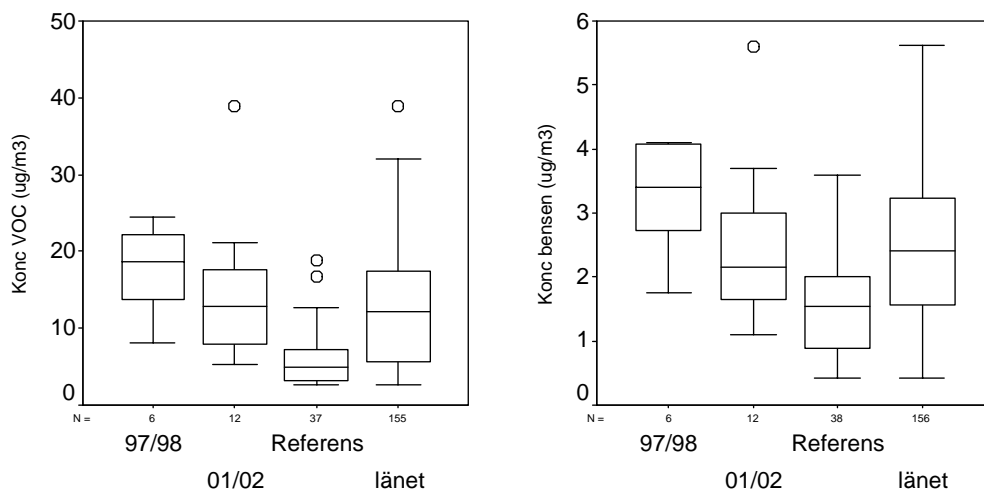 Konc VOC (ug/m3)
50
40
30
20
10
0
N = 6 12 37 155
97/98 Referens
01/02 länet
Konc bensen (ug/m3)
6
5
4
3
2
1
0
N = 6 12 38 156
97/98 Referens
01/02 länet